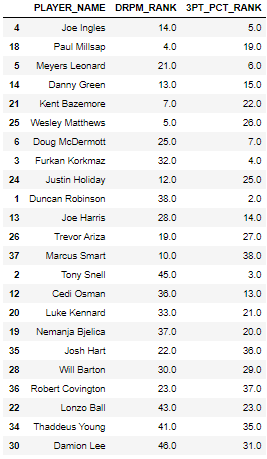 PLAYER_NAME DRPM_RANK 3PT_PCT_RANK
4 Joe Ingles 14.0 5.0
18 Paul Millsap 4.0 19.0
5 Meyers Leonard 21.0 6.0
14 Danny Green 13.0 15.0
21 Kent Bazemore 7.0 22.0
25 Wesley Matthews 5.0 26.0
6 Doug McDermott 25.0 7.0
3 Furkan Korkmaz 32.0 4.0
24 Justin Holiday 12.0 25.0
1 Duncan Robinson 38.0 2.0
13 Joe Harris 28.0 14.0
26 Trevor Ariza 19.0 27.0
37 Marcus Smart 10.0 38.0
2 Tony Snell 45.0 3.0
12 Cedi Osman 36.0 13.0
20 Luke Kennard 33.0 21.0
19 Nemanja Bjelica 37.0 20.0
35 Josh Hart 22.0 36.0
28 Will Barton 30.0 29.0
36 Robert Covington 23.0 37.0
22 Lonzo Ball 43.0 23.0
34 Thaddeus Young 41.0 35.0
30 Damion Lee 46.0 31.0